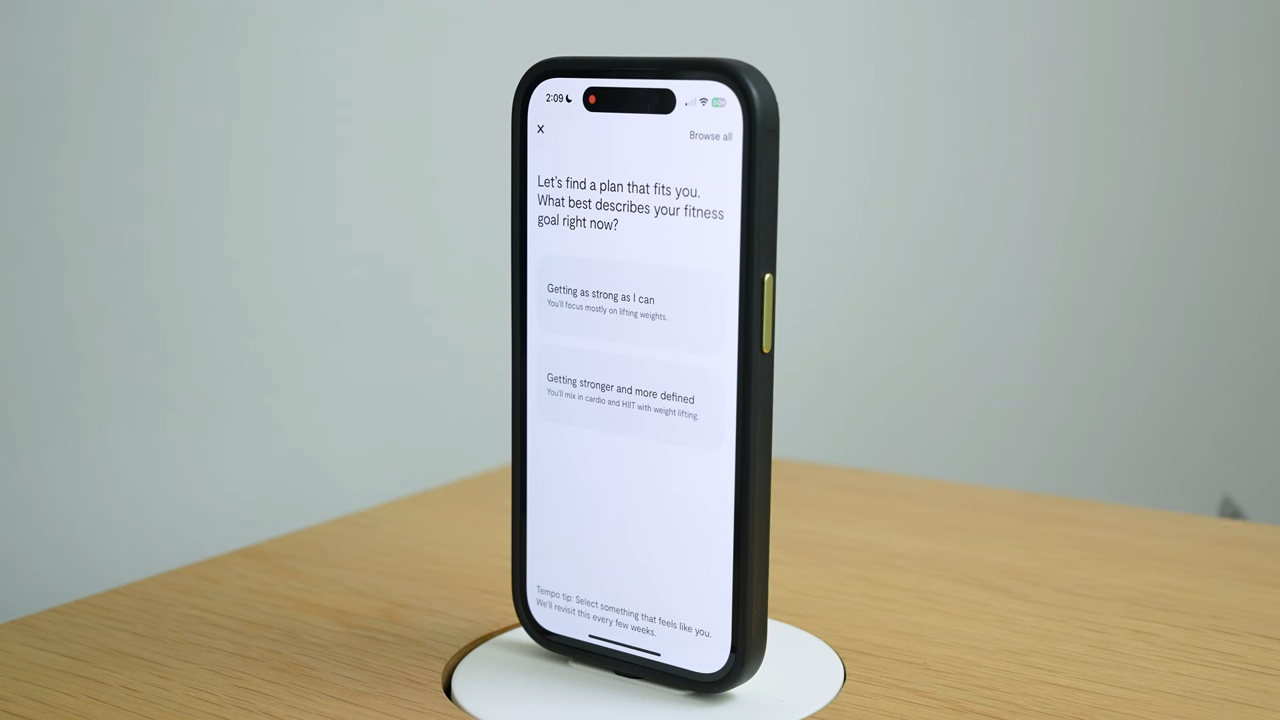 2:09
Browse all
Let's find a plan that fits you.
What best describes your fitness
goal right now?
Getting as strong as I can
You'll focus mostly on lifting weights.
Getting stronger and more defined
You'll mix in cardio and HIIT with weight lifting.
Tempo tip: Select something that feels like you.
We'll revisit this every few weeks.